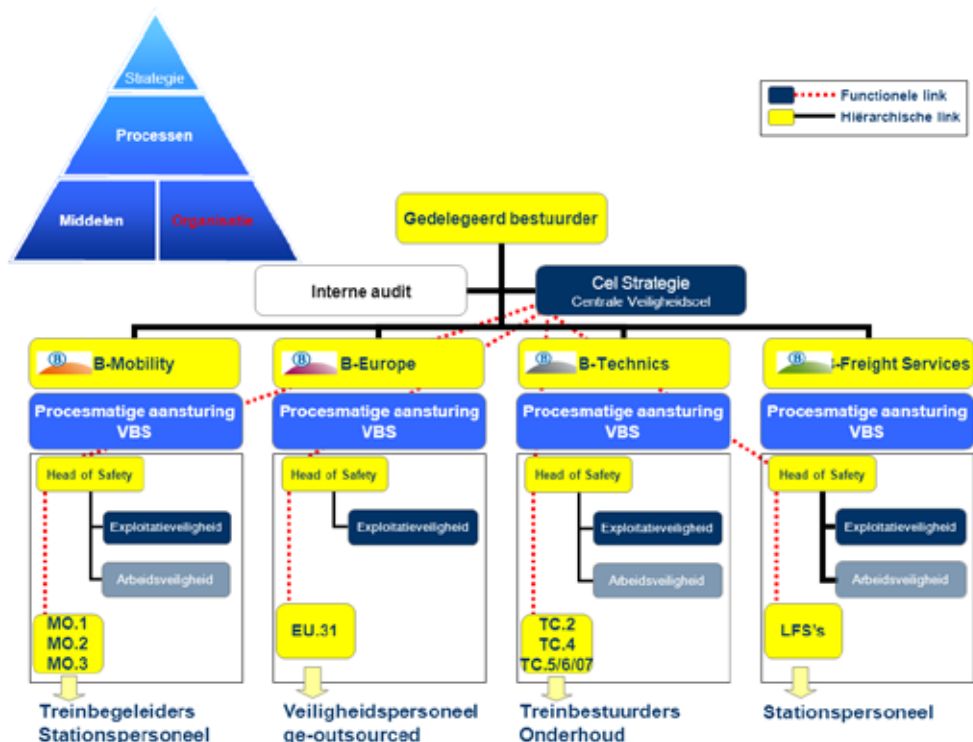 Strategie
Processen
Middelen
Organisatie
Functionele link
Hiërarchische link
Gedelegeerd bestuurder
Interne audit
Cel Strategie
Centrale Veiligheidscel
B B-Mobility
B B-Europe
B B-Technics
B B-Freight Services
Procesmatige aansturing
VBS
Procesmatige aansturing
VBS
Procesmatige aansturing
VBS
Procesmatige aansturing
VBS
Head of Safety
Exploitatieveiligheid
Arbeidsveiligheid
MO.1
MO.2
MO.3
Head of Safety
Exploitatieveiligheid
EU.31
Head of Safety
Exploitatieveiligheid
Arbeidsveiligheid
TC.2
TC.4
TC.5/6/07
Head of Safety
Exploitatieveiligheid
Arbeidsveiligheid
LFS's
Treinbegeleiders
Stationspersoneel
Veiligheidspersoneel
ge-outsourced
Treinbestuurders
Onderhoud
Stationspersoneel